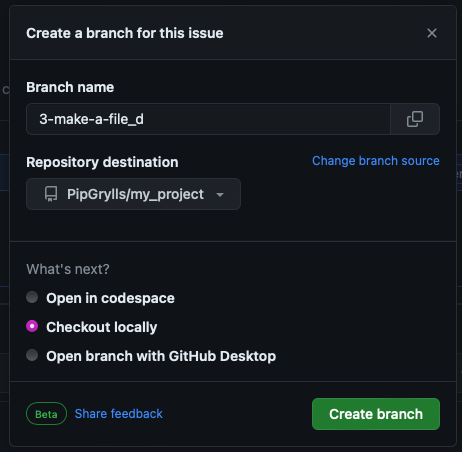 Create a branch for this issue
Branch name
3-make-a-file_d
Repository destination
Change branch source
PipGrylls/my_project
What's next?
Open in codespace
Checkout locally
Open branch with GitHub Desktop
Beta
Share feedback
Create branch